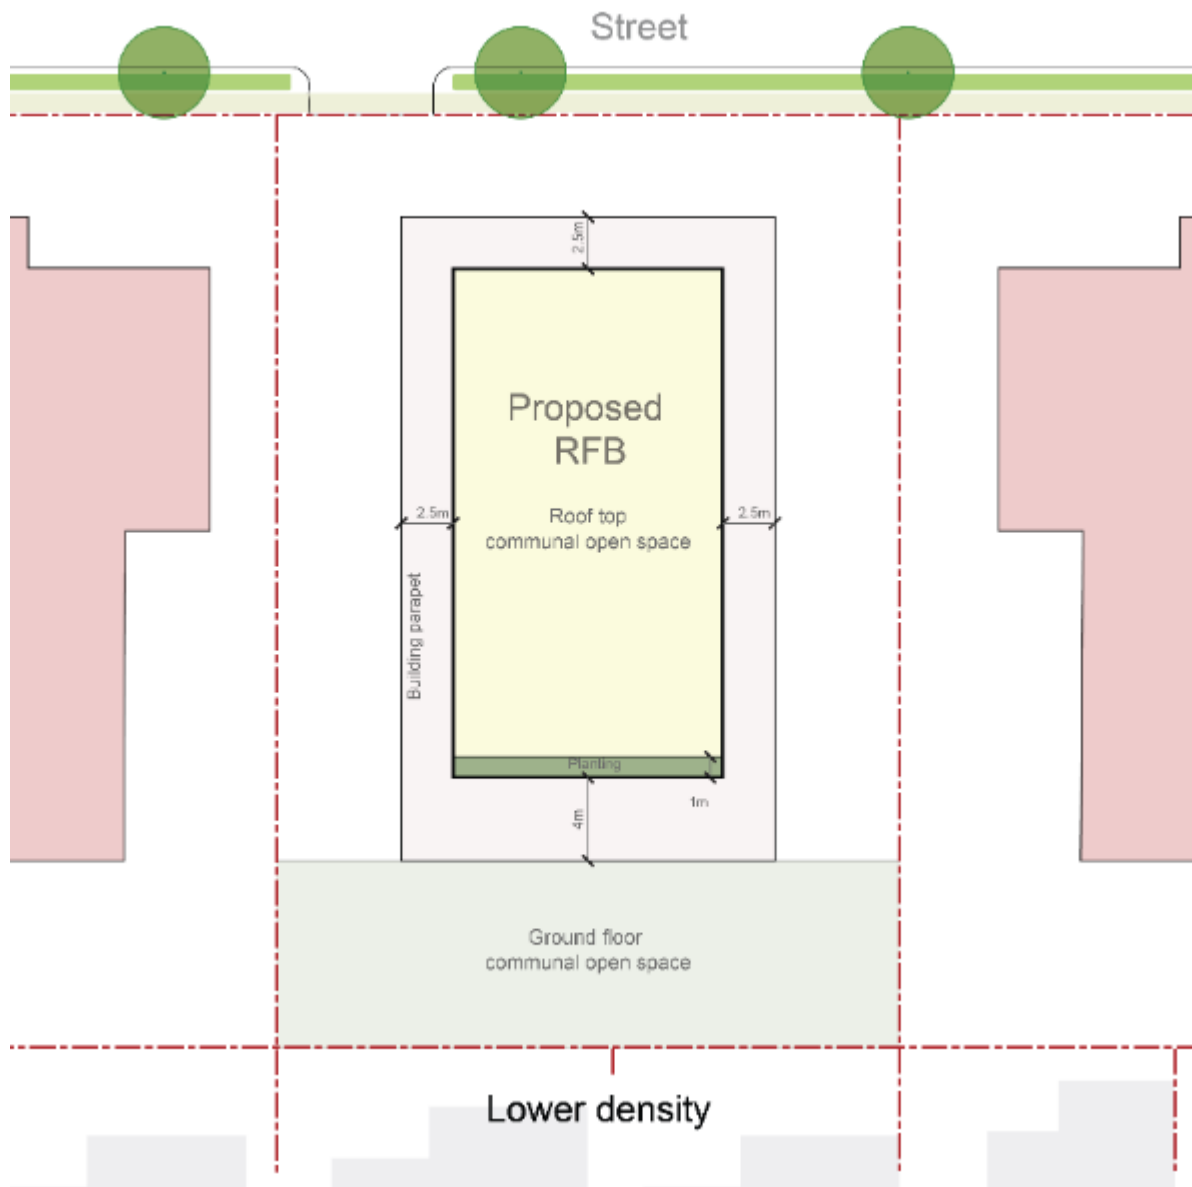 Street
2.5m
Proposed
RFB
2.5m
Roof top
communal open space
2.5m
Building parapet
Planting
1m
4m
Ground floor
communal open space
Lower density